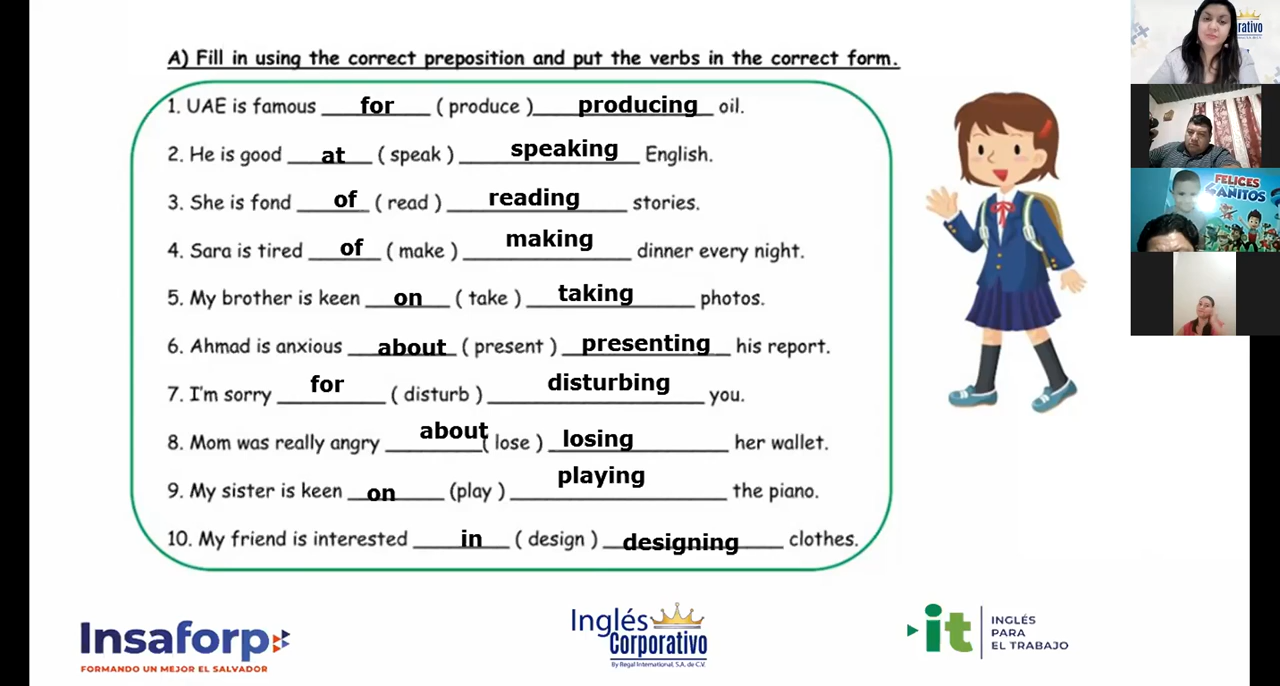 A) Fill in using the correct preposition and put the verbs in the correct form.
1. UAE is famous for ( produce ) producing oil.
2. He is good at ( speak ) speaking English.
3. She is fond of ( read ) reading stories.
4. Sara is tired of ( make ) making dinner every night.
5. My brother is keen on ( take ) taking photos.
6. Ahmad is anxious about ( present ) presenting his report.
7. I'm sorry for ( disturb ) disturbing you.
8. Mom was really angry about ( lose ) losing her wallet.
9. My sister is keen on (play ) playing the piano.
10. My friend is interested in ( design ) designing clothes.
Insaforp
FORMANDO UN MEJOR EL SALVADOR
Inglés
Corporativo
By Regal International, S.A. de C.V.
it
INGLÉS
PARA
EL TRABAJO
FELICES
4 AÑITOS